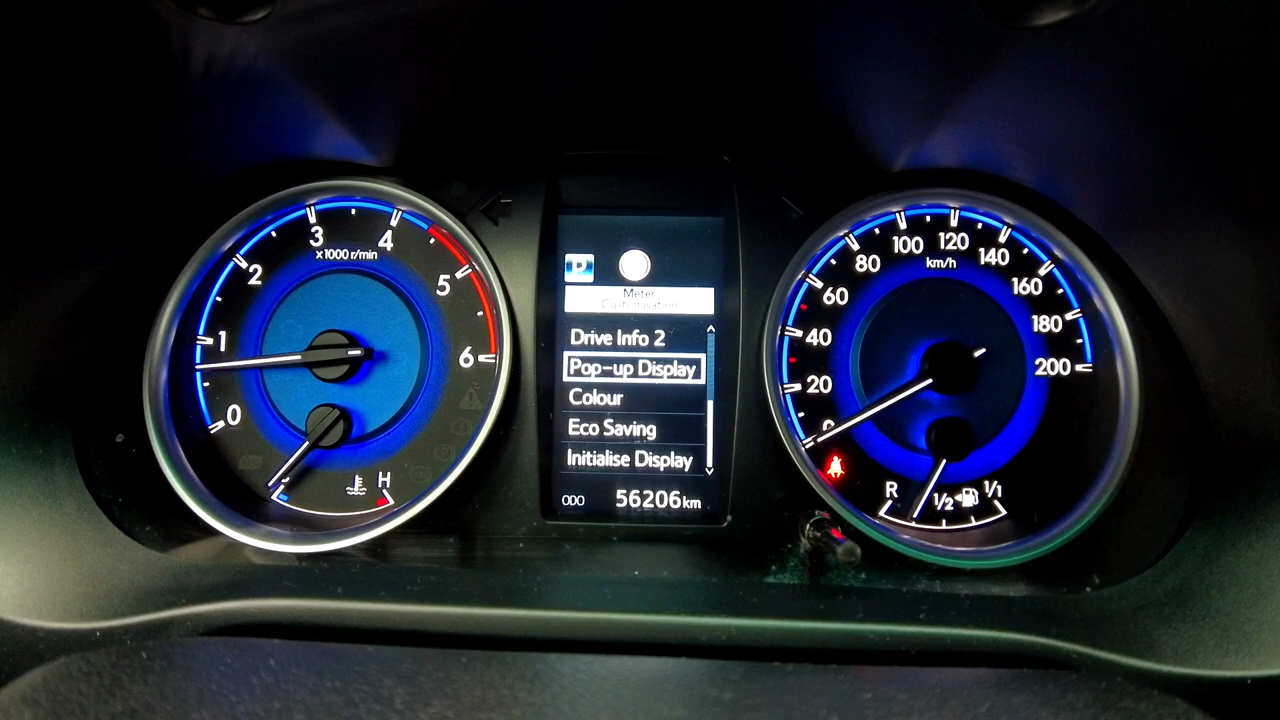 3
4
x1000 r/min
2
5
1
6
0
H
P
Meter
Customisation
Drive Info 2
Pop-up Display
Colour
Eco Saving
Initialise Display
ODO 56206km
100
120
80
km/h
140
60
160
40
180
20
200
0
R
1/2
1/1